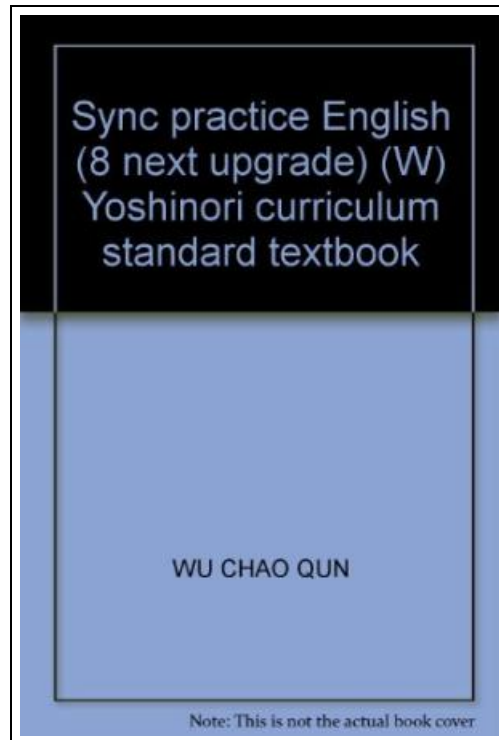 Sync practice English
(8 next upgrade) (W)
Yoshinori curriculum
standard textbook
WU CHAO QUN
Note: This is not the actual book cover